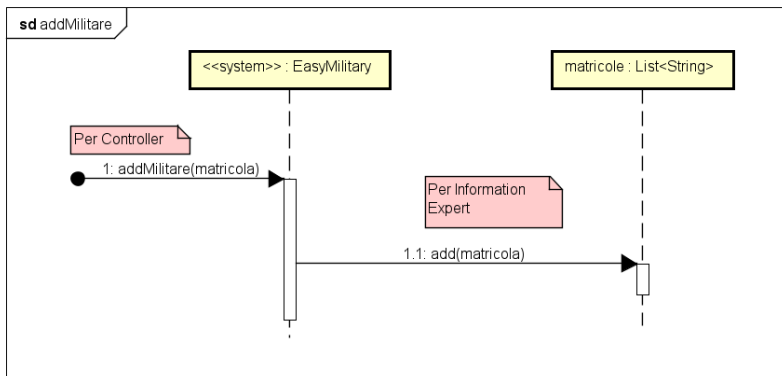 sd addMilitare
<<system>> : EasyMilitary
matricole : List<String>
Per Controller
1: addMilitare(matricola)
Per Information
Expert
1.1: add(matricola)